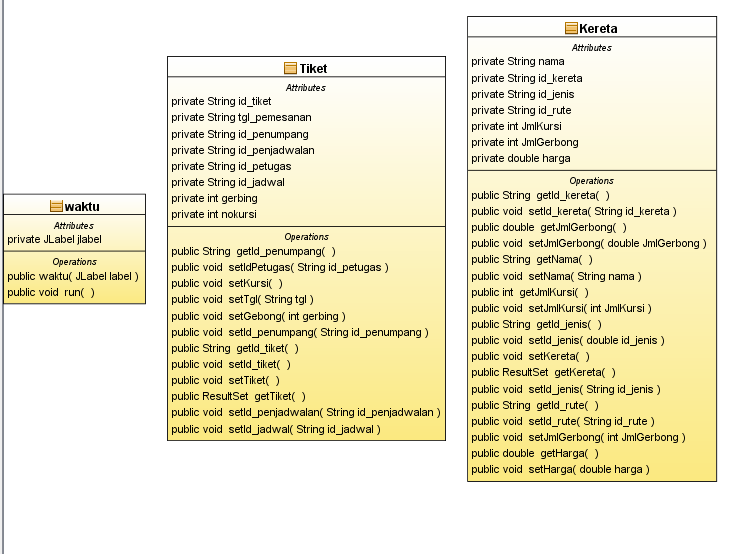 waktu
Attributes
private JLabel jlabel
Operations
public waktu( JLabel label )
public void run( )
Tiket
Attributes
private String id_tiket
private String tgl_pemesanan
private String id_penumpang
private String id_penjadwalan
private String id_petugas
private String id_jadwal
private int gerbing
private int nokursi
Operations
public String getId_penumpang( )
public void setIdPetugas( String id_petugas )
public void setKursi( )
public void setTgl( String tgl )
public void setGebong( int gerbing )
public void setId_penumpang( String id_penumpang )
public String getId_tiket( )
public void setId_tiket( )
public void setTiket( )
public ResultSet getTiket( )
public void setId_penjadwalan( String id_penjadwalan )
public void setId_jadwal( String id_jadwal )
Kereta
Attributes
private String nama
private String id_kereta
private String id_jenis
private String id_rute
private int JmlKursi
private int JmlGerbong
private double harga
Operations
public String getId_kereta( )
public void setId_kereta( String id_kereta )
public double getJmlGerbong( )
public void setJmlGerbong( double JmlGerbong )
public String getNama( )
public void setNama( String nama )
public int getJmlKursi( )
public void setJmlKursi( int JmlKursi )
public String getId_jenis( )
public void setId_jenis( double id_jenis )
public void setKereta( )
public ResultSet getKereta( )
public void setId_jenis( String id_jenis )
public String getId_rute( )
public void setId_rute( String id_rute )
public void setJmlGerbong( int JmlGerbong )
public double getHarga( )
public void setHarga( double harga )